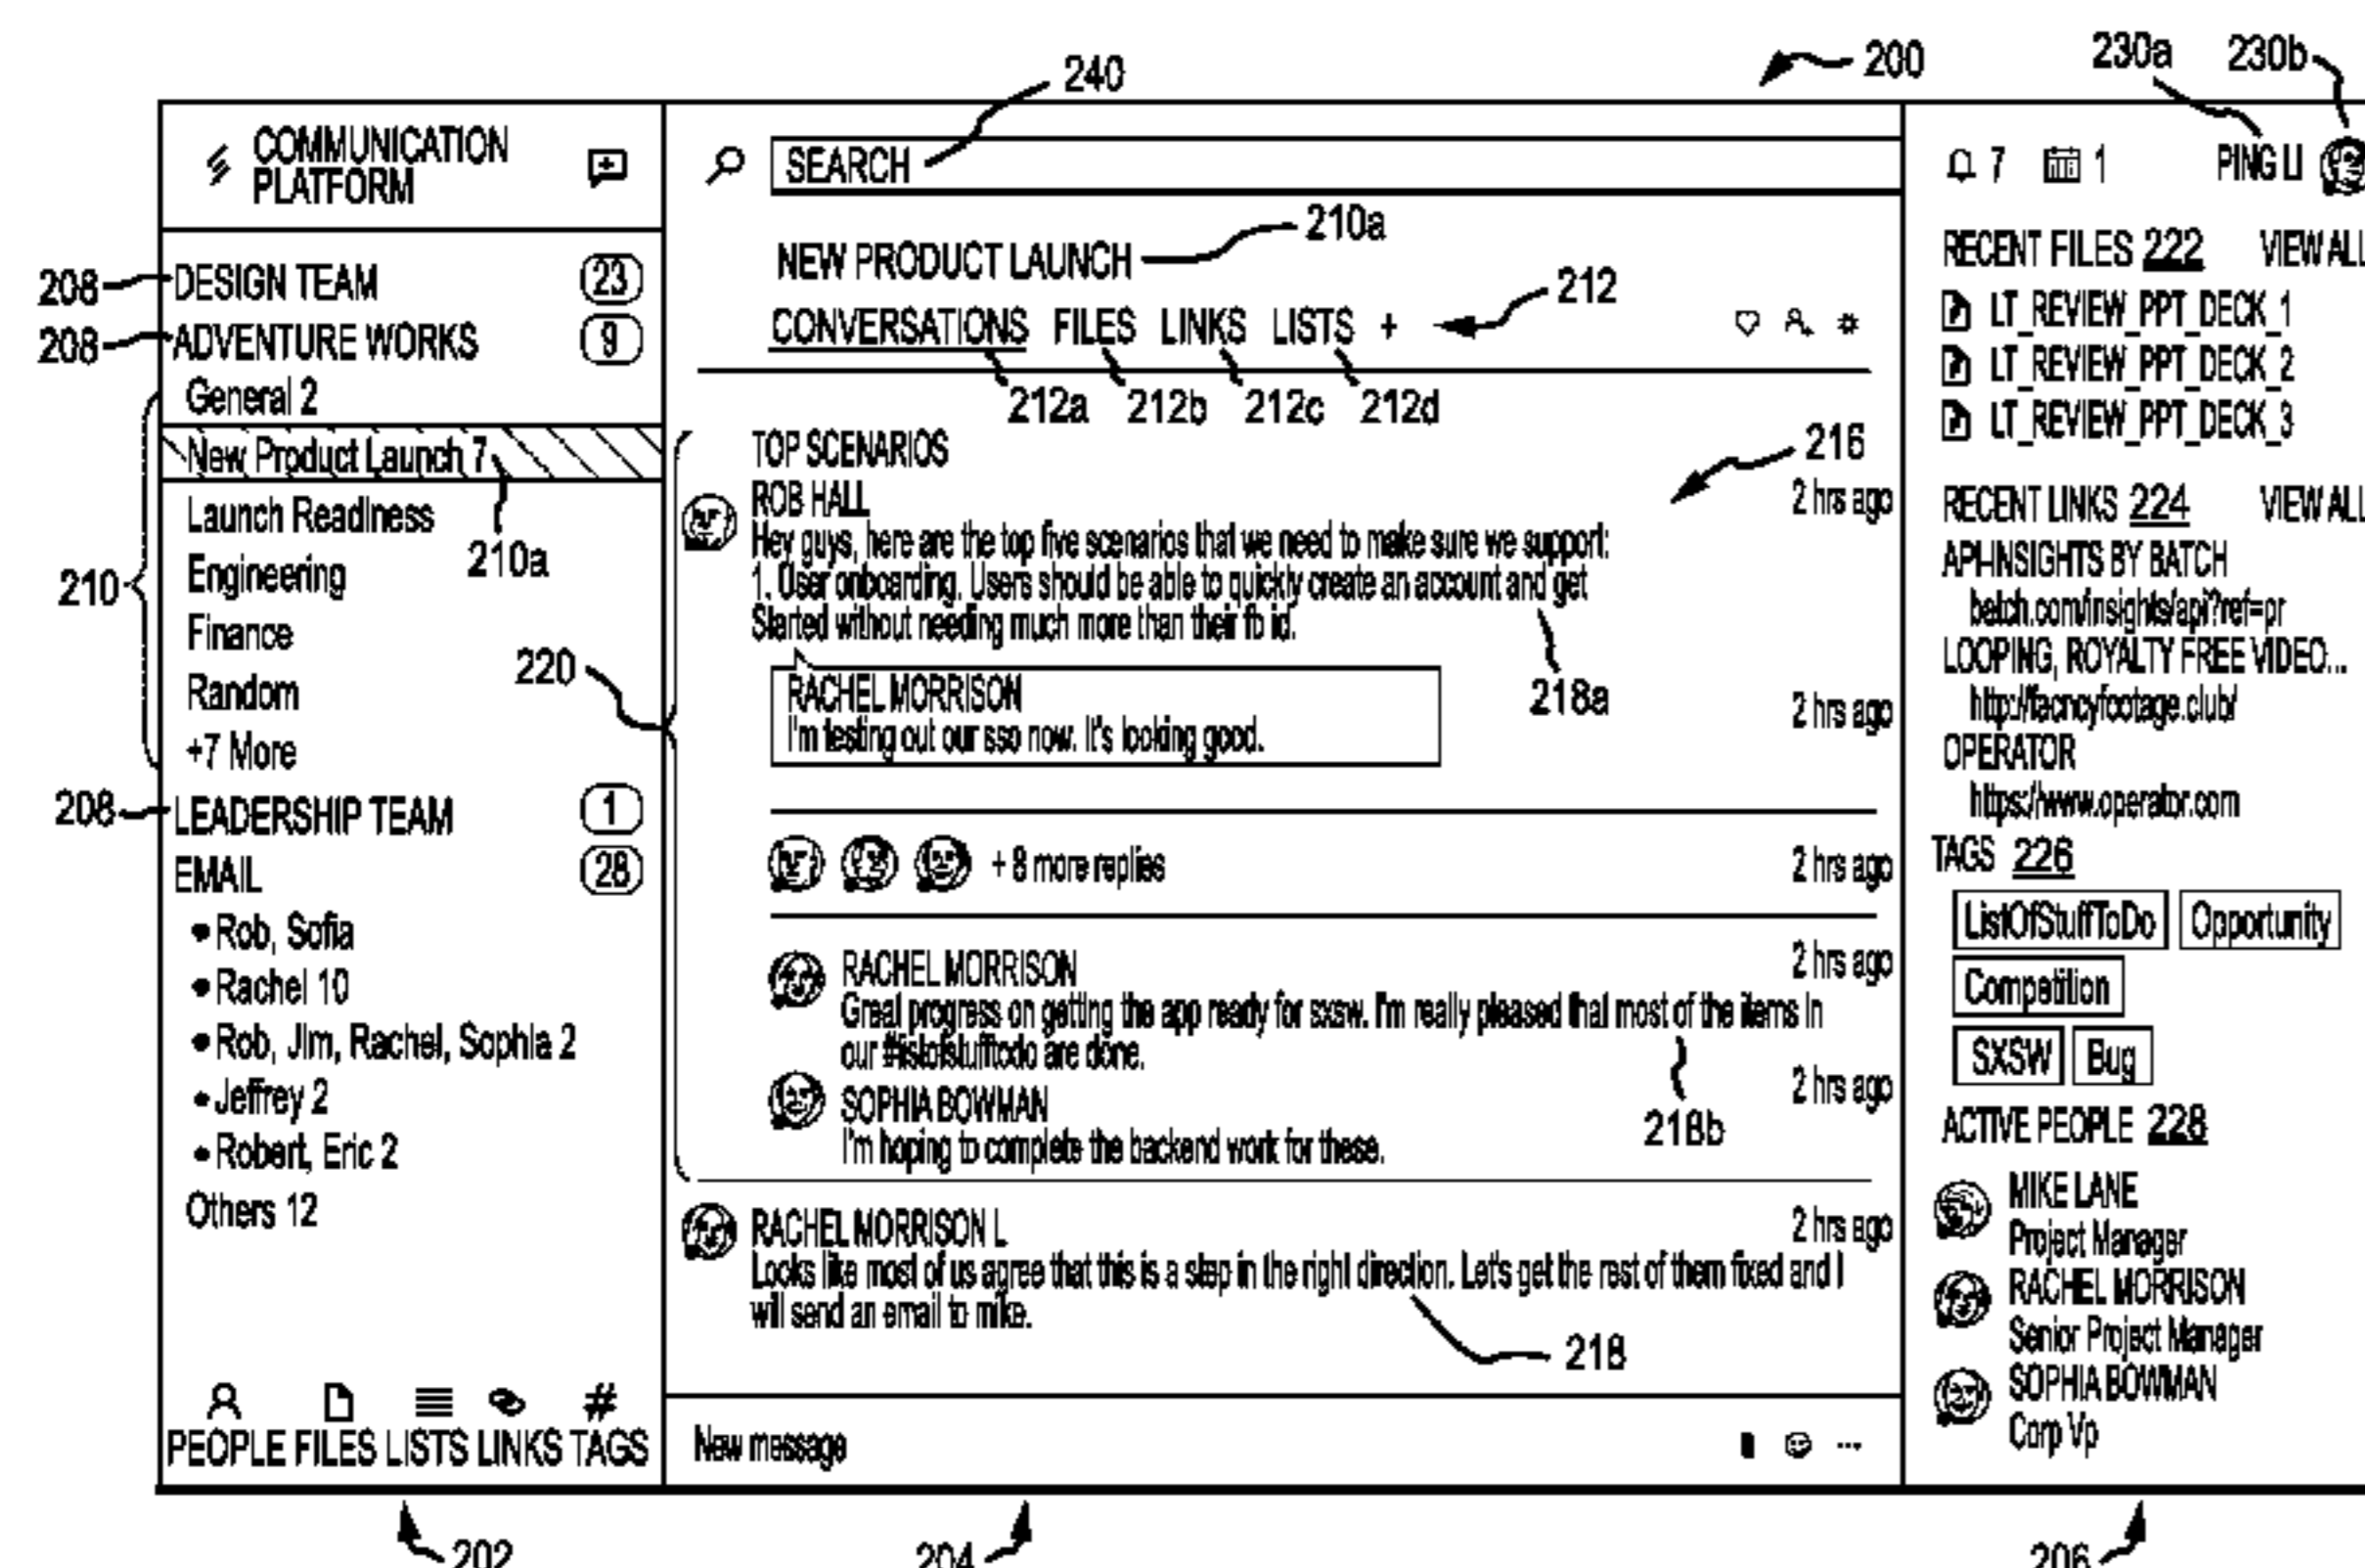 200
230a
230b
240
COMMUNICATION
PLATFORM
SEARCH
7
1
PING LI
208
DESIGN TEAM 23
208
ADVENTURE WORKS 9
210
General 2
New Product Launch 7
210a
Launch Readiness
Engineering
Finance
Random
+7 More
208
LEADERSHIP TEAM 1
EMAIL 28
Rob, Sofia
Rachel 10
Rob, Jim, Rachel, Sophia 2
Jeffrey 2
Robert, Eric 2
Others 12
PEOPLE FILES LISTS LINKS TAGS
202
NEW PRODUCT LAUNCH
210a
CONVERSATIONS FILES LINKS LISTS +
212
212a 212b 212c 212d
220
TOP SCENARIOS
216
ROB HALL 2 hrs ago
Hey guys, here are the top five scenarios that we need to make sure we support:
1. User onboarding. Users should be able to quickly create an account and get
Started without needing much more than their fb id.
218a
RACHEL MORRISON 2 hrs ago
I'm testing out our sso now. It's looking good.
+ 8 more replies 2 hrs ago
RACHEL MORRISON 2 hrs ago
Great progress on getting the app ready for sxsw. I'm really pleased that most of the items in
our #listofstufftodo are done.
218b
SOPHIA BOWMAN 2 hrs ago
I'm hoping to complete the backend work for these.
RACHEL MORRISON L 2 hrs ago
Looks like most of us agree that this is a step in the right direction. Let's get the rest of them fixed and I
will send an email to mike.
218
New message
204
RECENT FILES 222 VIEW ALL
LT_REVIEW_PPT_DECK_1
LT_REVIEW_PPT_DECK_2
LT_REVIEW_PPT_DECK_3
RECENT LINKS 224 VIEW ALL
API-INSIGHTS BY BATCH
batch.com/insights/api?ref=pr
LOOPING, ROYALTY FREE VIDEO...
http://facncyfootage.club/
OPERATOR
https://www.operator.com
TAGS 226
ListOfStuffToDo Opportunity
Competition
SXSW Bug
ACTIVE PEOPLE 228
MIKE LANE
Project Manager
RACHEL MORRISON
Senior Project Manager
SOPHIA BOWMAN
Corp Vp
206